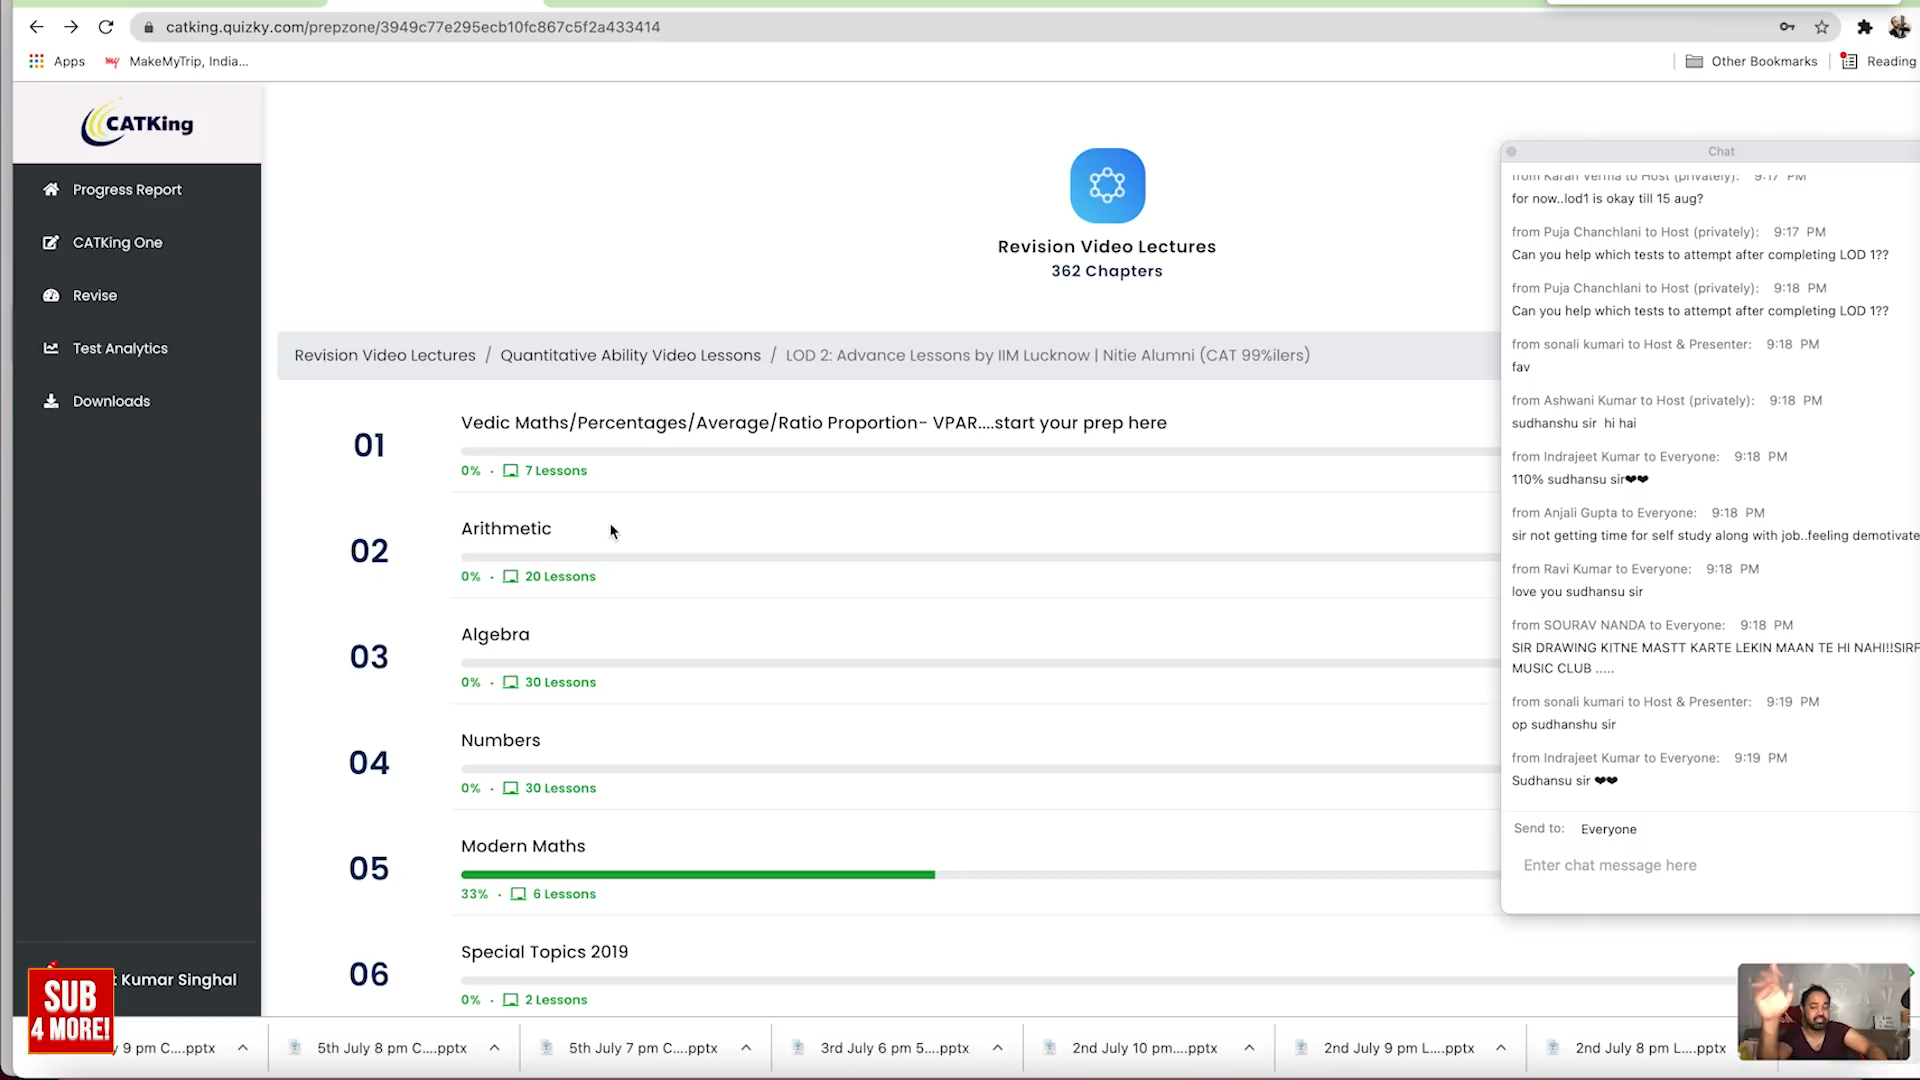 catking.quizky.com/prepzone/3949c77e295ecb10fc867c5f2a433414
Apps
my MakeMyTrip, India...
Other Bookmarks
Reading
CATKing
Progress Report
CATKing One
Revise
Test Analytics
Downloads
Kumar Singhal
SUB
4 MORE!
Revision Video Lectures
362 Chapters
Revision Video Lectures / Quantitative Ability Video Lessons / LOD 2: Advance Lessons by IIM Lucknow | Nitie Alumni (CAT 99%ilers)
01
Vedic Maths/Percentages/Average/Ratio Proportion- VPAR....start your prep here
0% · 7 Lessons
02
Arithmetic
0% · 20 Lessons
03
Algebra
0% · 30 Lessons
04
Numbers
0% · 30 Lessons
05
Modern Maths
33% · 6 Lessons
06
Special Topics 2019
0% · 2 Lessons
Chat
from Karan Verma to Host (privately): 9:17 PM
for now..lod1 is okay till 15 aug?
from Puja Chanchlani to Host (privately): 9:17 PM
Can you help which tests to attempt after completing LOD 1??
from Puja Chanchlani to Host (privately): 9:18 PM
Can you help which tests to attempt after completing LOD 1??
from sonali kumari to Host & Presenter: 9:18 PM
fav
from Ashwani Kumar to Host (privately): 9:18 PM
sudhanshu sir hi hai
from Indrajeet Kumar to Everyone: 9:18 PM
110% sudhansu sir❤❤
from Anjali Gupta to Everyone: 9:18 PM
sir not getting time for self study along with job..feeling demotivate
from Ravi Kumar to Everyone: 9:18 PM
love you sudhansu sir
from SOURAV NANDA to Everyone: 9:18 PM
SIR DRAWING KITNE MASTT KARTE LEKIN MAAN TE HI NAHI!!SIRF
MUSIC CLUB .....
from sonali kumari to Host & Presenter: 9:19 PM
op sudhanshu sir
from Indrajeet Kumar to Everyone: 9:19 PM
Sudhansu sir ❤❤
Send to: Everyone
Enter chat message here
9 pm C....pptx
5th July 8 pm C....pptx
5th July 7 pm C....pptx
3rd July 6 pm 5....pptx
2nd July 10 pm....pptx
2nd July 9 pm L....pptx
2nd July 8 pm L....pptx